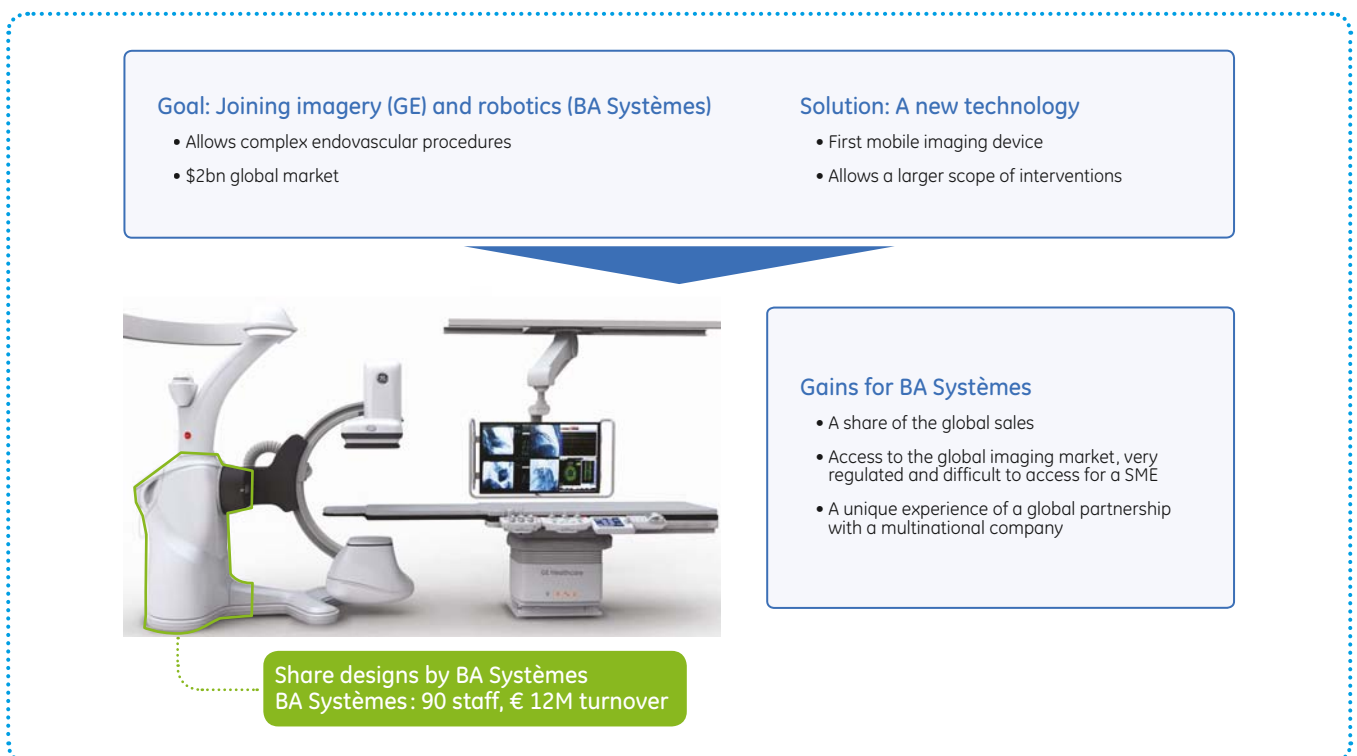 Goal: Joining imagery (GE) and robotics (BA Systèmes)
• Allows complex endovascular procedures
• $2bn global market
Solution: A new technology
• First mobile imaging device
• Allows a larger scope of interventions
Gains for BA Systèmes
• A share of the global sales
• Access to the global imaging market, very
regulated and difficult to access for a SME
• A unique experience of a global partnership
with a multinational company
GE Healthcare
Share designs by BA Systèmes
BA Systèmes : 90 staff, € 12M turnover